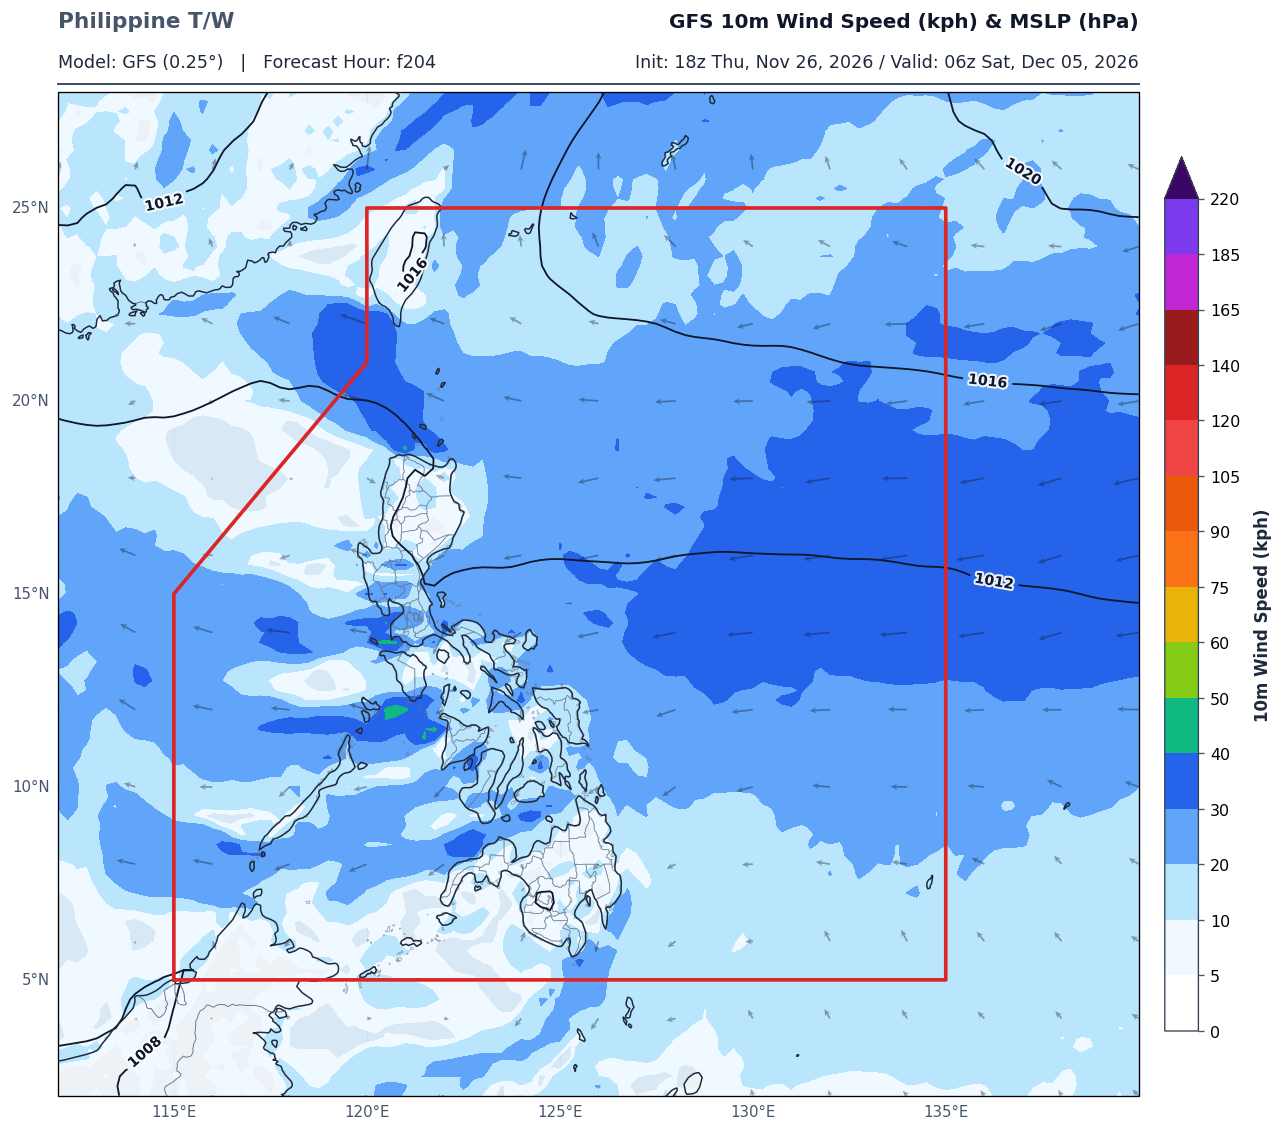 Philippine T/W
GFS 10m Wind Speed (kph) & MSLP (hPa)
Model: GFS (0.25°)   |   Forecast Hour: f204
Init: 18z Thu, Nov 26, 2026 / Valid: 06z Sat, Dec 05, 2026
1020
1012
25°N
1016
20°N
1016
15°N
1012
10°N
5°N
1008
115°E
120°E
125°E
130°E
135°E
220
185
165
140
120
105
90
75
60
50
40
30
20
10
5
0
10m Wind Speed (kph)